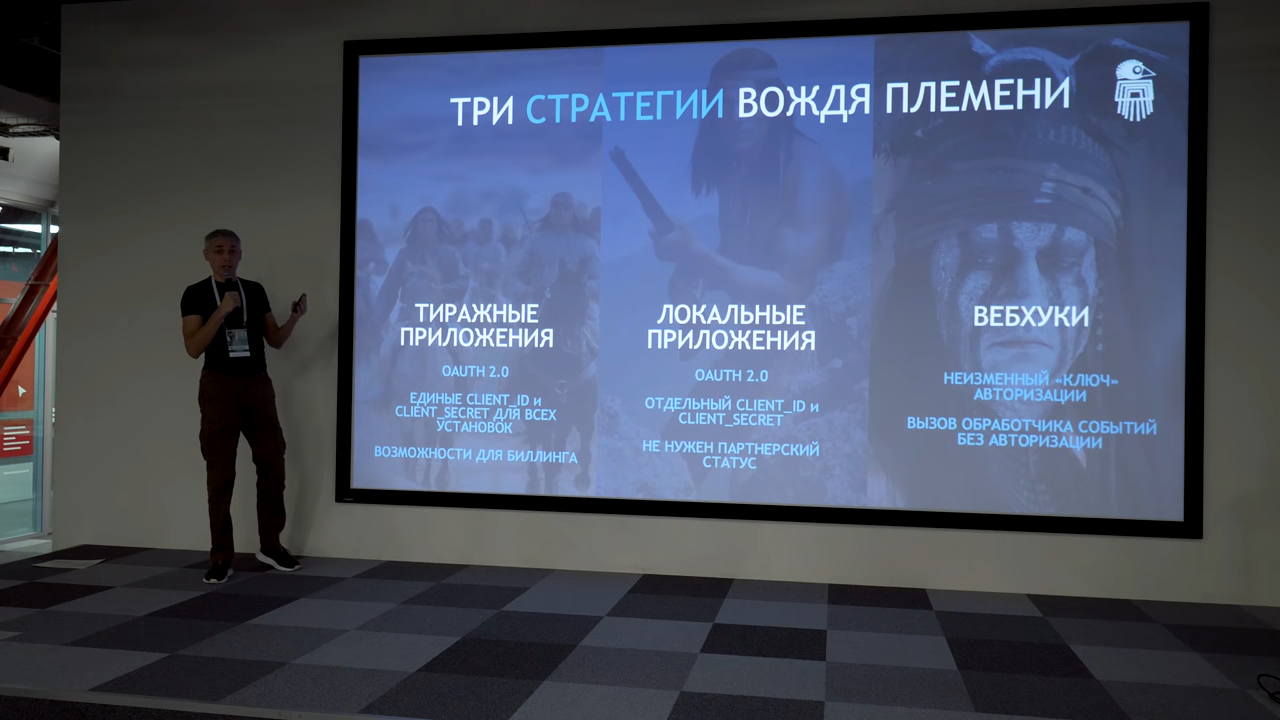 ТРИ СТРАТЕГИИ ВОЖДЯ ПЛЕМЕНИ
ТИРАЖНЫЕ
ПРИЛОЖЕНИЯ
OAUTH 2.0
ЕДИНЫЕ CLIENT_ID и
CLIENT_SECRET ДЛЯ ВСЕХ
УСТАНОВОК
ВОЗМОЖНОСТИ ДЛЯ БИЛЛИНГА
ЛОКАЛЬНЫЕ
ПРИЛОЖЕНИЯ
OAUTH 2.0
ОТДЕЛЬНЫЙ CLIENT_ID и
CLIENT_SECRET
НЕ НУЖЕН ПАРТНЕРСКИЙ
СТАТУС
ВЕБХУКИ
НЕИЗМЕННЫЙ «КЛЮЧ»
АВТОРИЗАЦИИ
ВЫЗОВ ОБРАБОТЧИКА СОБЫТИЙ
БЕЗ АВТОРИЗАЦИИ